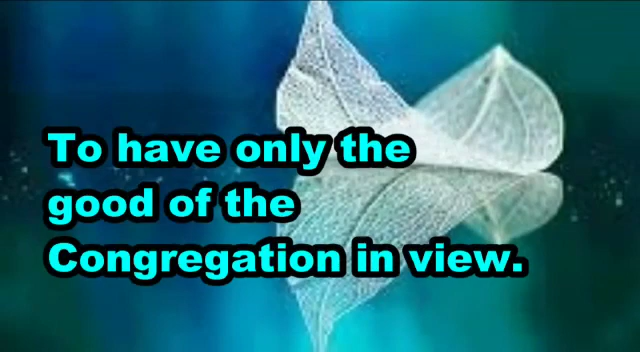 To have only the
good of the
Congregation in view.